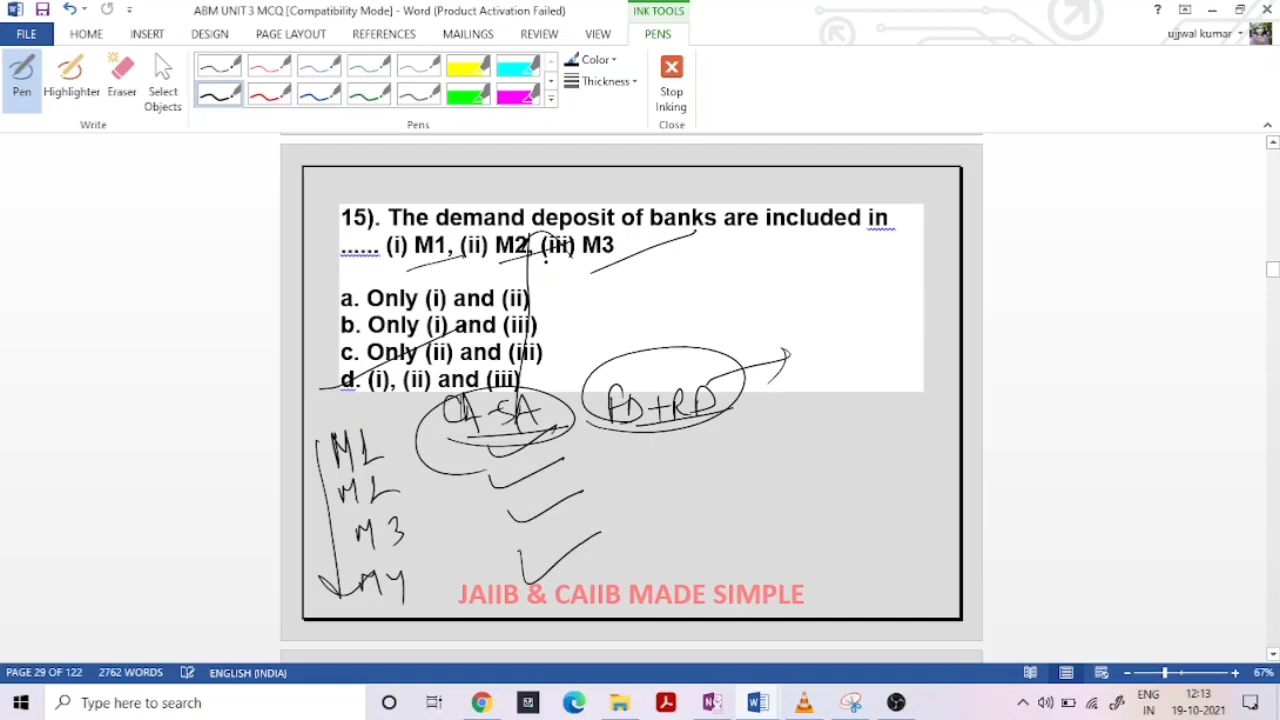 ABM UNIT 3 MCQ [Compatibility Mode] - Word (Product Activation Failed)
INK TOOLS
FILE HOME INSERT DESIGN PAGE LAYOUT REFERENCES MAILINGS REVIEW VIEW PENS
ujjwal kumar
Pen Highlighter Eraser Select Objects
Color
Thickness
Stop Inking
Write Pens Close
15). The demand deposit of banks are included in
...... (i) M1, (ii) M2, (iii) M3
a. Only (i) and (ii)
b. Only (i) and (iii)
c. Only (ii) and (iii)
d. (i), (ii) and (iii)
CA-SA FD+RD
M1
M2
M3
M4
JAIIB & CAIIB MADE SIMPLE
PAGE 29 OF 122 2762 WORDS ENGLISH (INDIA) 67%
Type here to search
ENG
IN
12:13
19-10-2021